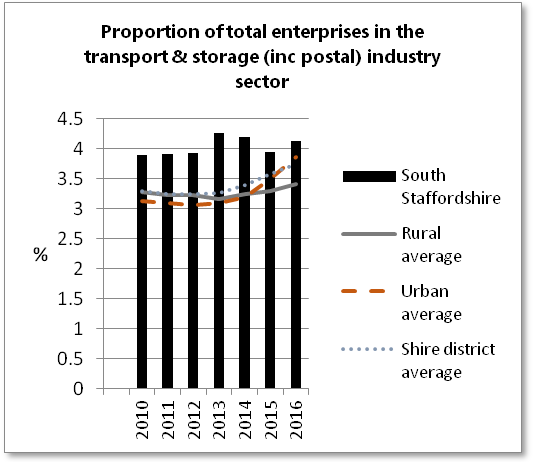 Proportion of total enterprises in the
transport & storage (inc postal) industry
sector
4.5
4
3.5
3
2.5
2
1.5
1
0.5
0
%
2010
2011
2012
2013
2014
2015
2016
South
Staffordshire
Rural
average
Urban
average
Shire district
average